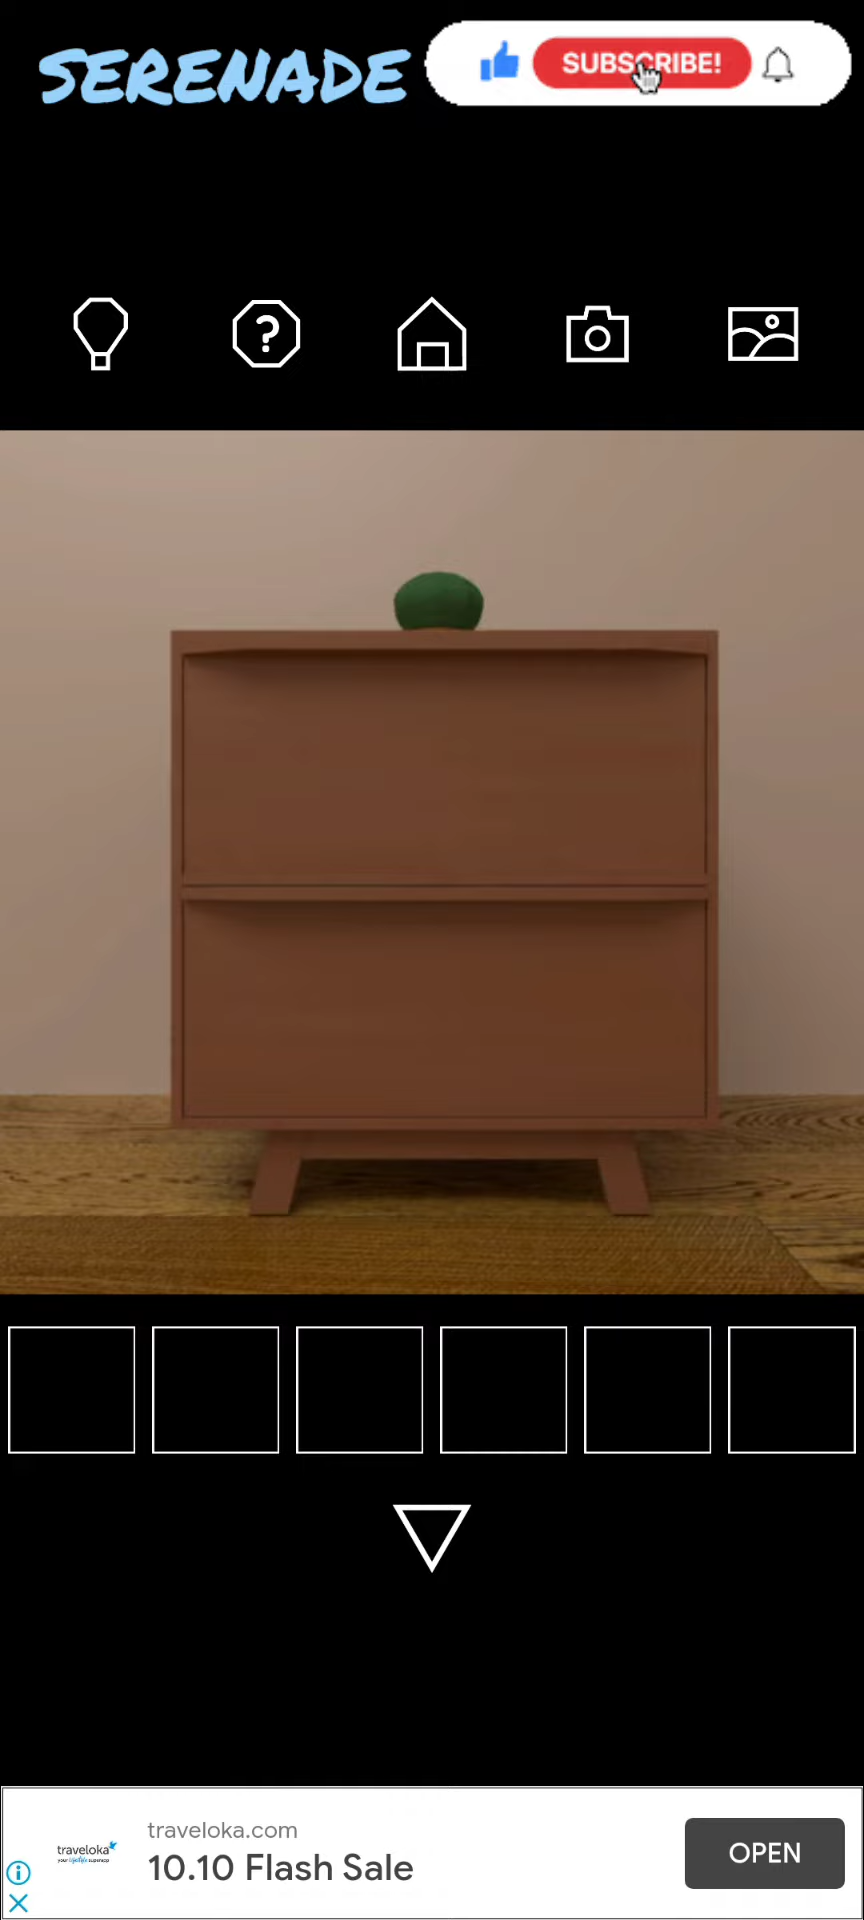 SERENADE
SUBSCRIBE!
?
traveloka.com
10.10 Flash Sale
traveloka
OPEN